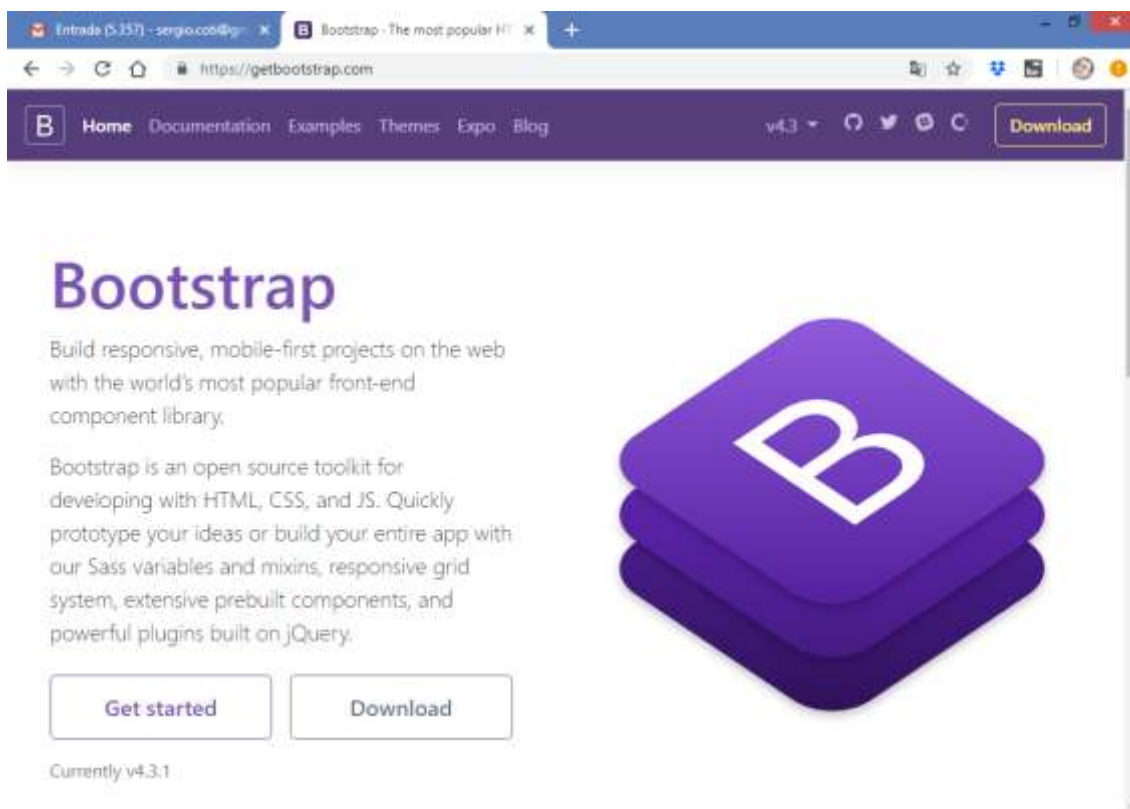 Entrada (5.357) - sergio.coti@g
Bootstrap · The most popular HT
https://getbootstrap.com
B Home Documentation Examples Themes Expo Blog v4.3 Download
Bootstrap
Build responsive, mobile-first projects on the web
with the world's most popular front-end
component library.
Bootstrap is an open source toolkit for
developing with HTML, CSS, and JS. Quickly
prototype your ideas or build your entire app with
our Sass variables and mixins, responsive grid
system, extensive prebuilt components, and
powerful plugins built on jQuery.
B
Get started Download
Currently v4.3.1